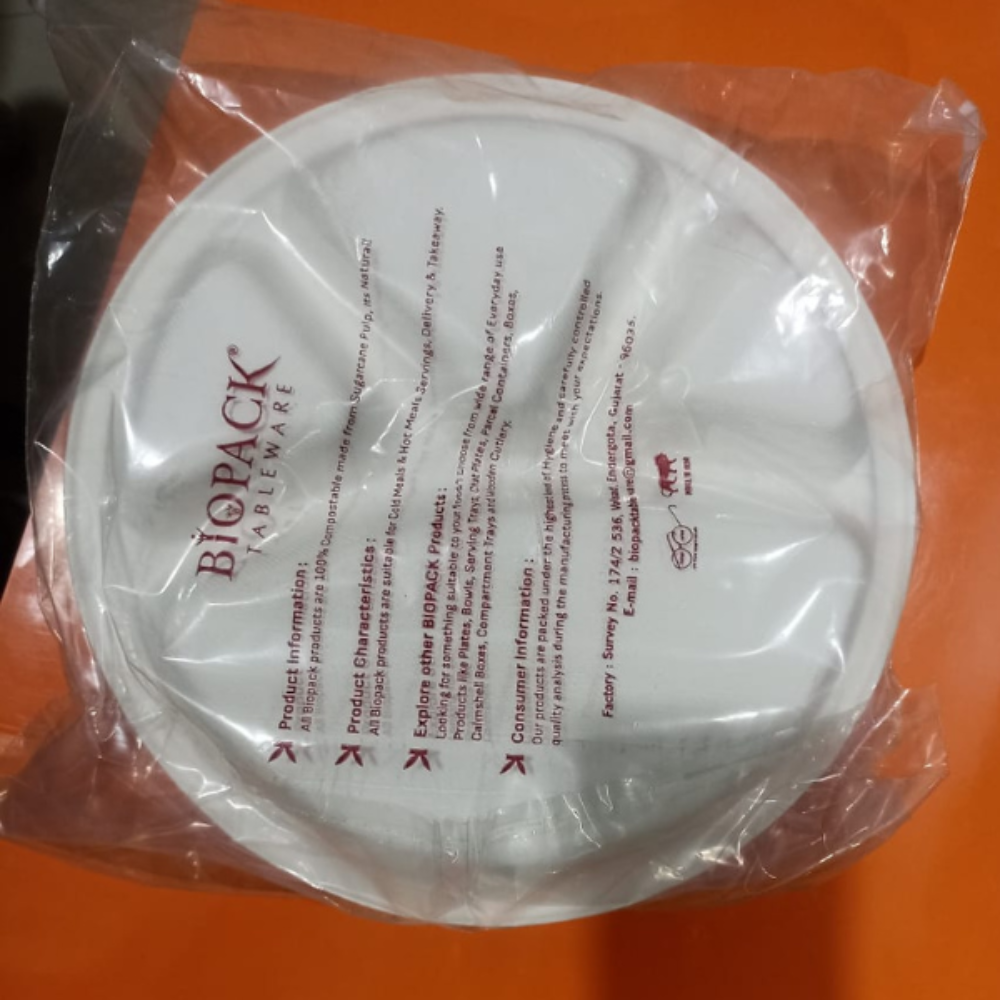 BiOPACK®
TABLEWARE
Product Information :
All Biopack products are 100% Compostable made from Sugarcane Pulp, its Natural!
Product Characteristics :
All Biopack products are suitable for Cold Meals & Hot Meals Servings, Delivery & Takeaway.
Explore other BIOPACK Products :
Looking for something suitable to your Choose from wide range of Everyday use
Products like Plates, Bowls, Serving Trays, Chat Plates, Parcel Containers, Boxes,
Calmshell Boxes, Compartment Trays and Wooden Cutlery.
Consumer Information :
Our products are packed under the highest of Hygiene and carefully controlled
quality analysis during the manufacturing to meet with your expectations.
Factory : Survey No. 174/2 536, Gujarat -
E-mail :